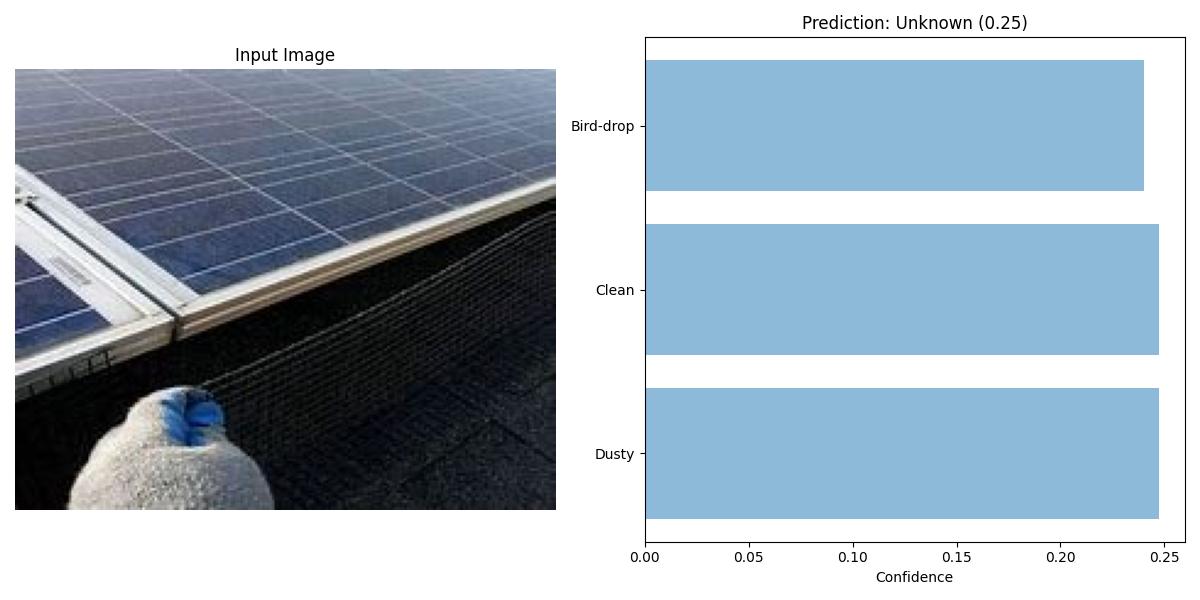 Input Image
Prediction: Unknown (0.25)
Bird-drop
Clean
Dusty
0.00
0.05
0.10
0.15
0.20
0.25
Confidence